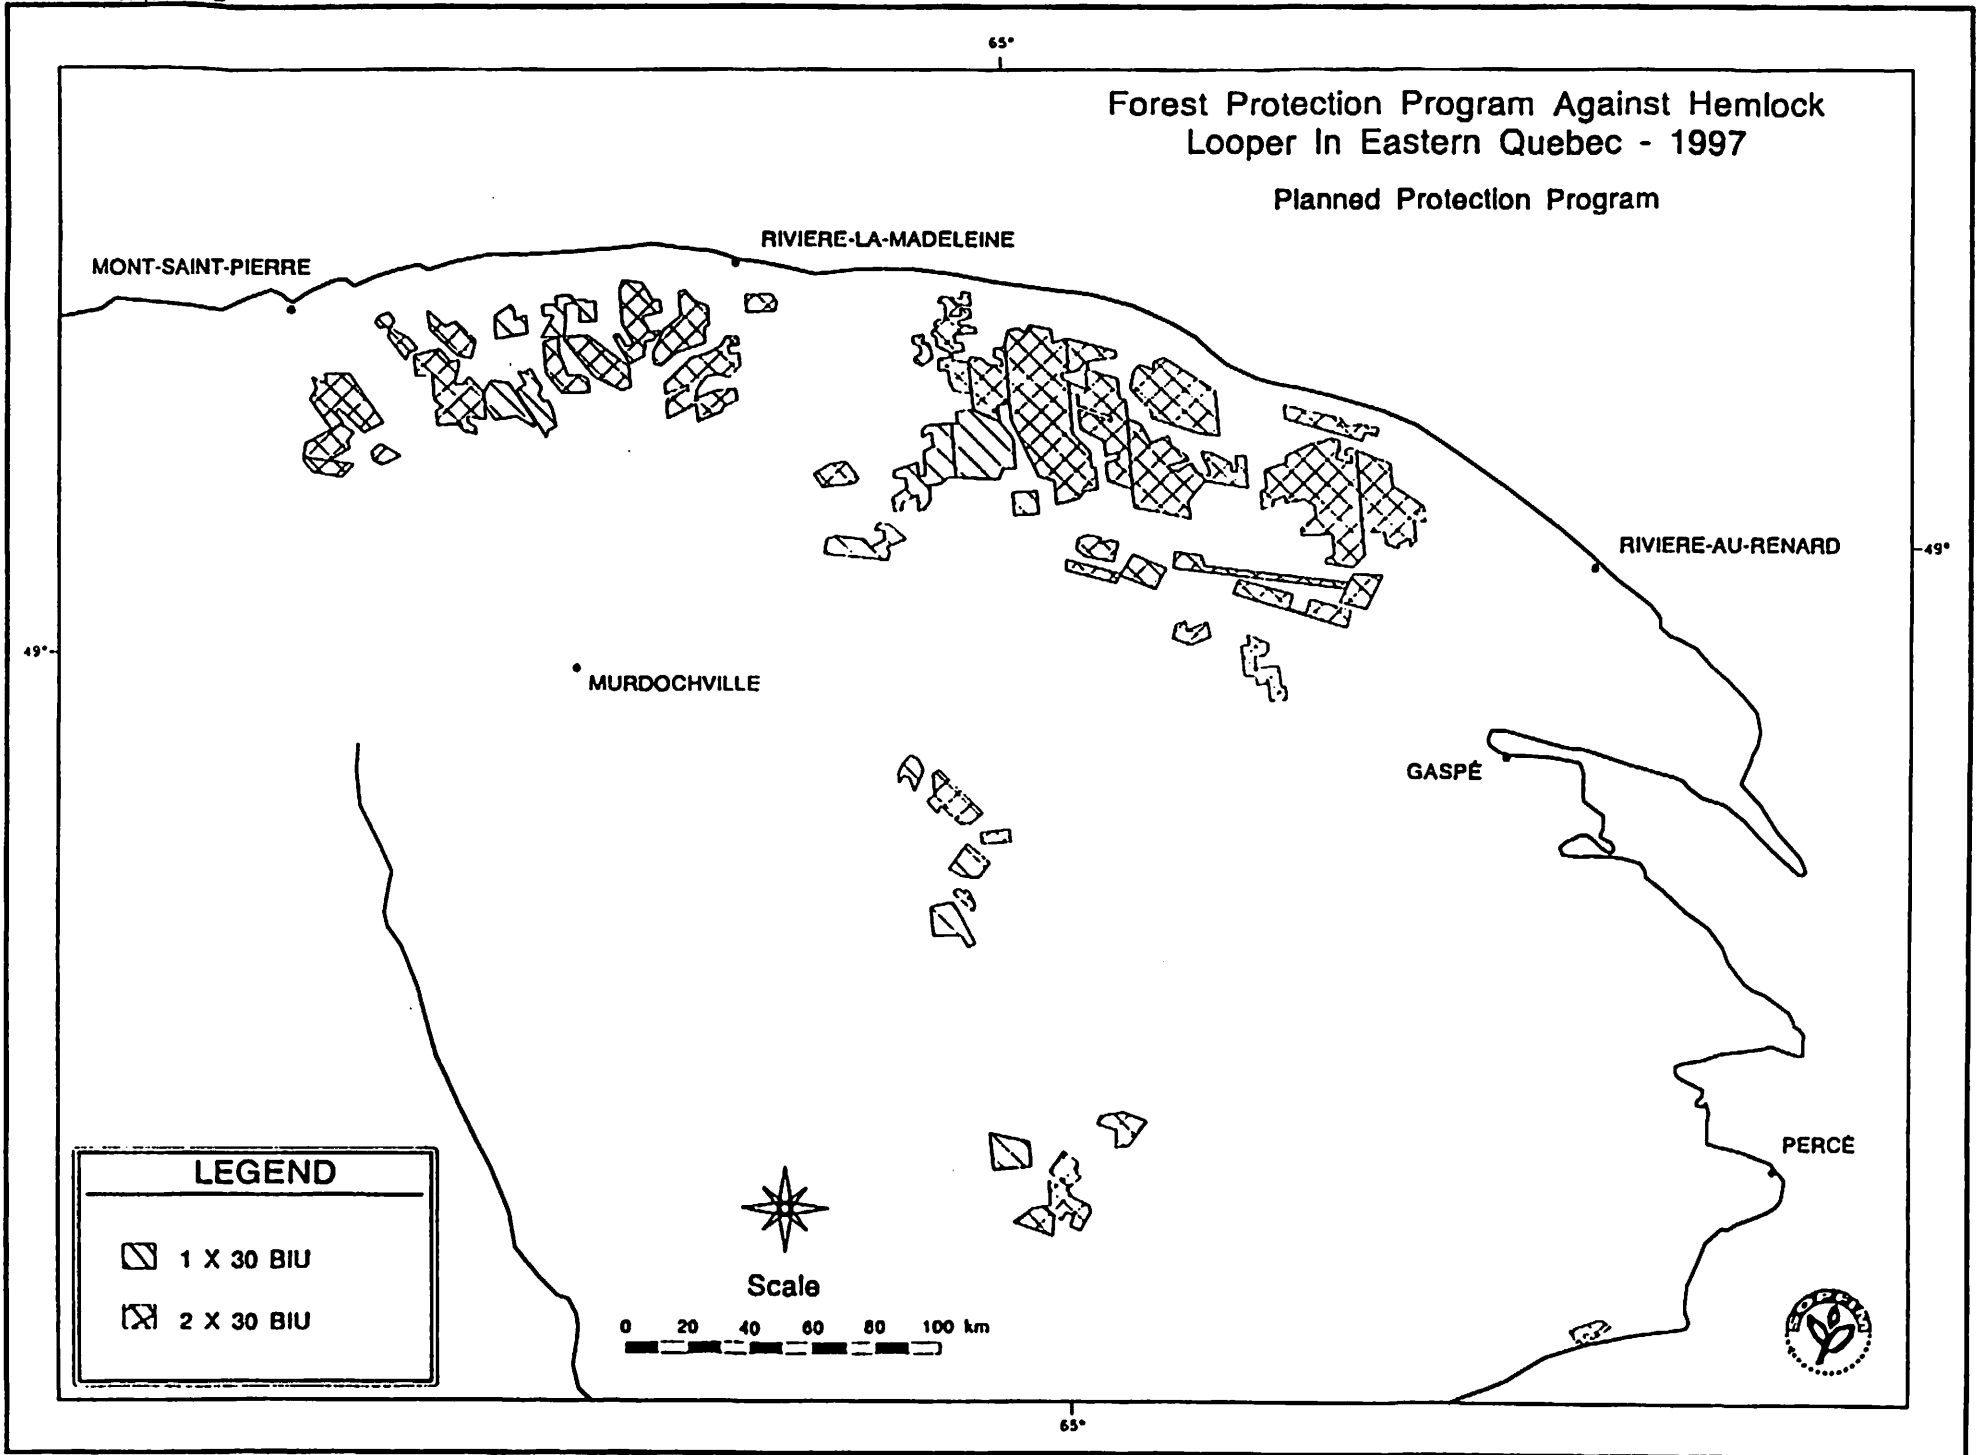 65°
Forest Protection Program Against Hemlock
Looper In Eastern Quebec - 1997
Planned Protection Program
RIVIERE-LA-MADELEINE
MONT-SAINT-PIERRE
RIVIERE-AU-RENARD
49°
49°
MURDOCHVILLE
GASPÉ
PERCÉ
LEGEND
1 X 30 BIU
2 X 30 BIU
Scale
0 20 40 60 80 100 km
SOPFIM
65°